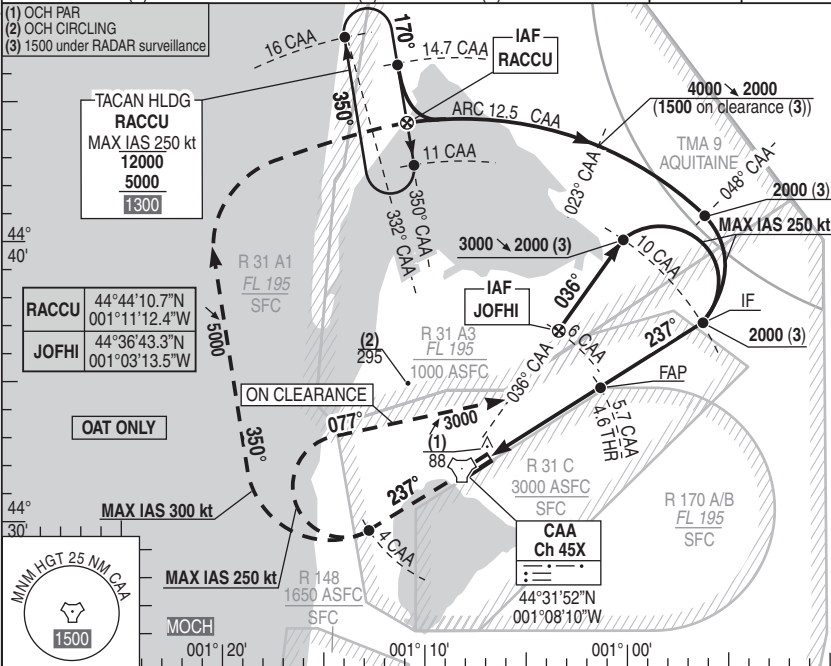 (1) OCH PAR
(2) OCH CIRCLING
(3) 1500 under RADAR surveillance
16 CAA
170°
14.7 CAA
IAF
RACCU
TACAN HLDG
RACCU
MAX IAS 250 kt
12000
5000
1300
350°
ARC 12.5 CAA
4000 ↘ 2000
(1500 on clearance (3))
TMA 9
AQUITAINE
11 CAA
023° CAA
048° CAA
2000 (3)
MAX IAS 250 kt
350° CAA
332° CAA
44°
40'
3000 ↘ 2000 (3)
10 CAA
R 31 A1
FL 195
SFC
IAF
JOFHI
036°
IF
RACCU
44°44'10.7"N
001°11'12.4"W
JOFHI
44°36'43.3"N
001°03'13.5"W
↘5000
R 31 A3
FL 195
1000 ASFC
(2)
295
036° CAA
6 CAA
237°
2000 (3)
FAP
ON CLEARANCE
OAT ONLY
077°
3000
5.7 CAA
4.6 THR
350°
(1)
88
R 31 C
3000 ASFC
SFC
237°
R 170 A/B
FL 195
SFC
MAX IAS 300 kt
44°
30'
4 CAA
CAA
Ch 45X
44°31'52"N
001°08'10"W
MNM HGT 25 NM CAA
1500
MAX IAS 250 kt
R 148
1650 ASFC
SFC
MOCH
001°20'
001°10'
001°00'